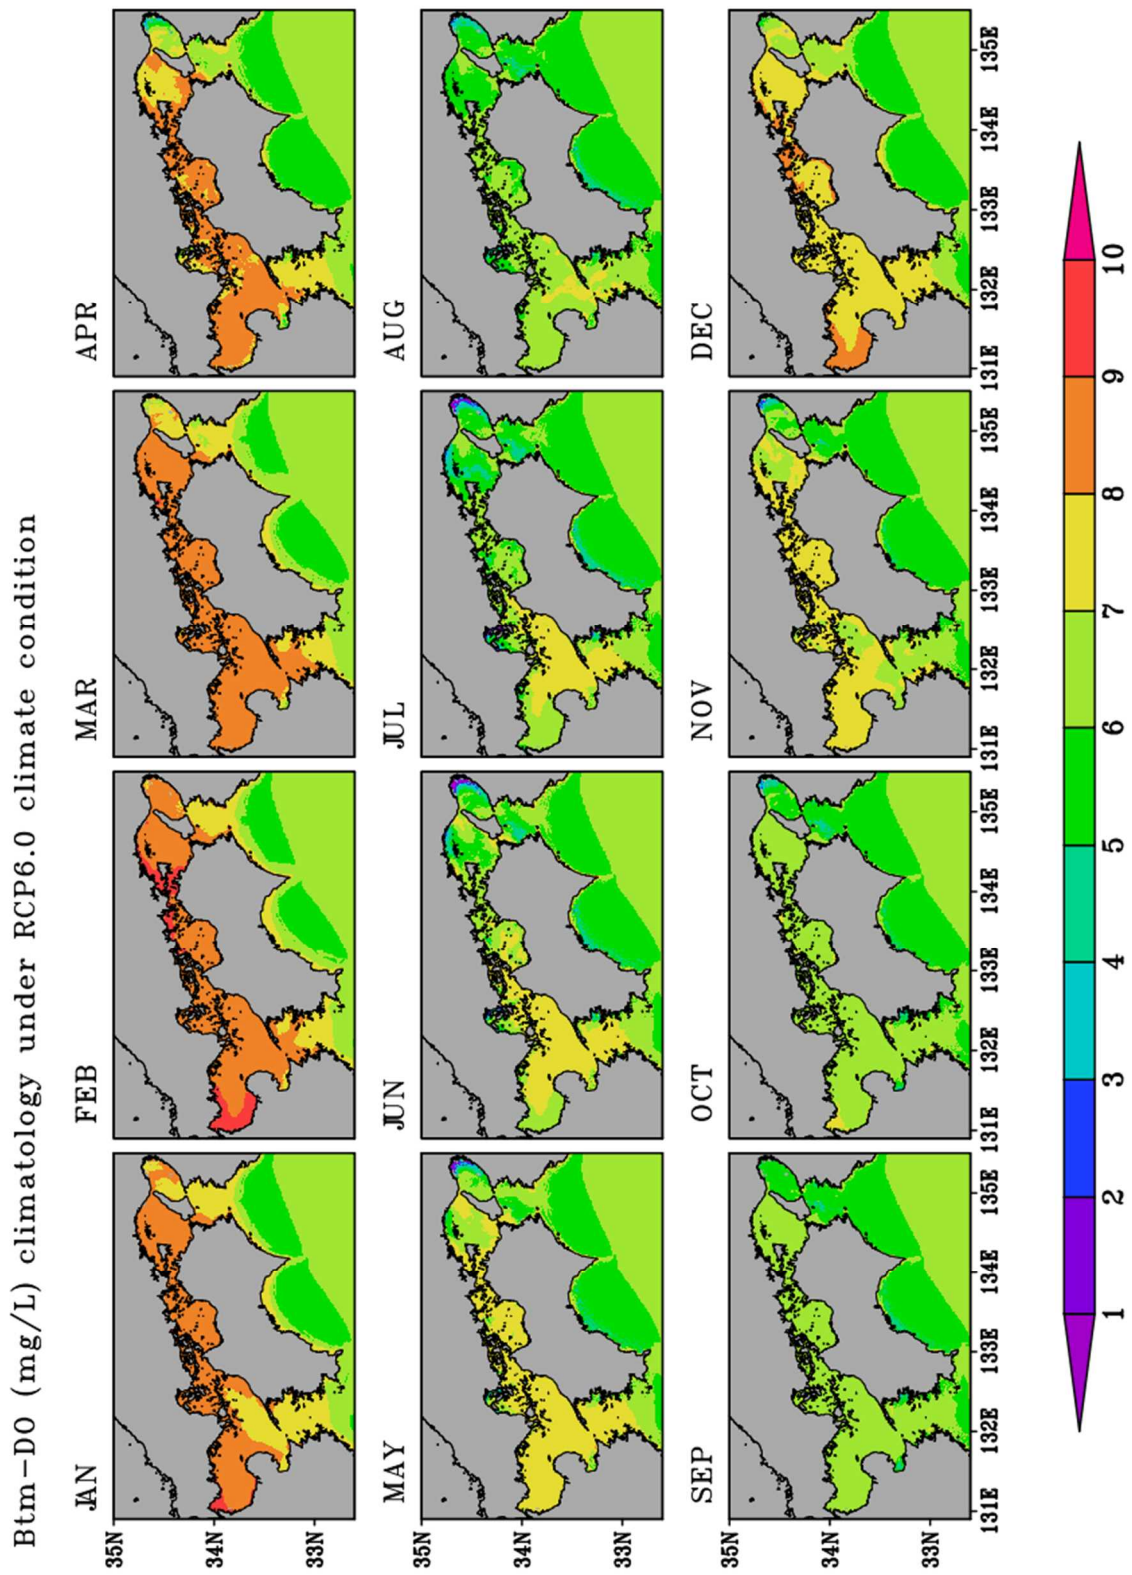 Btm-DO (mg/L) climatology under RCP6.0 climate condition
JAN
FEB
MAR
APR
35N
34N
33N
MAY
JUN
JUL
AUG
35N
34N
33N
SEP
OCT
NOV
DEC
35N
34N
33N
131E 132E 133E 134E 135E
131E 132E 133E 134E 135E
131E 132E 133E 134E 135E
131E 132E 133E 134E 135E
1 2 3 4 5 6 7 8 9 10